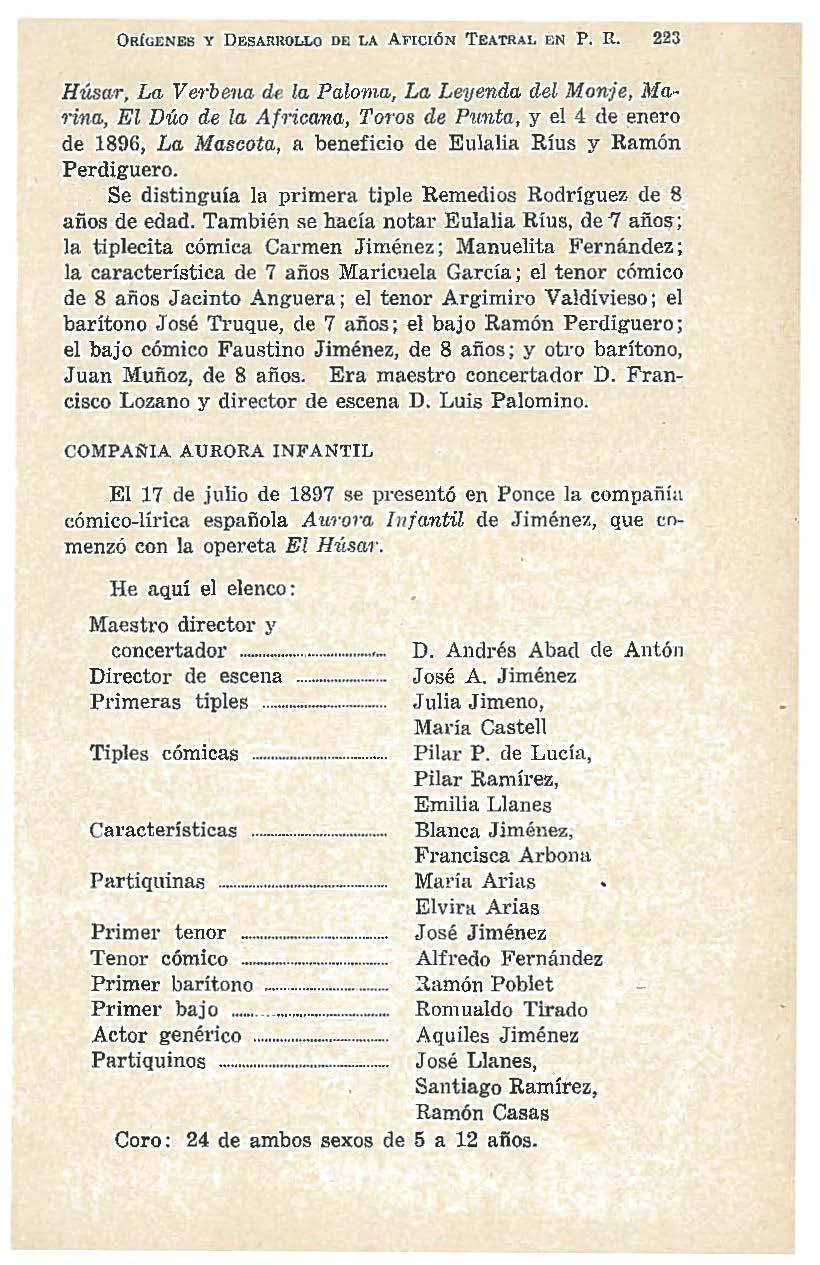 Orígenes y Desarrollo de la Afición Teatral en P. R. 223
Húsar, La Verbena de la Paloma, La Leyenda del Monje, Ma-
rina, El Dúo de la Africana, Toros de Punta, y el 4 de enero
de 1896, La Mascota, a beneficio de Eulalia Ríus y Ramón
Perdiguero.
Se distinguía la primera tiple Remedios Rodríguez de 8
años de edad. También se hacía notar Eulalia Ríus, de 7 años;
la tiplecita cómica Carmen Jiménez; Manuelita Fernández;
la característica de 7 años Maricuela García; el tenor cómico
de 8 años Jacinto Anguera; el tenor Argimiro Valdivieso; el
barítono José Truque, de 7 años; el bajo Ramón Perdiguero;
el bajo cómico Faustino Jiménez, de 8 años; y otro barítono,
Juan Muñoz, de 8 años. Era maestro concertador D. Fran-
cisco Lozano y director de escena D. Luis Palomino.
COMPAÑIA AURORA INFANTIL
El 17 de julio de 1897 se presentó en Ponce la compañía
cómico-lírica española Aurora Infantil de Jiménez, que co-
menzó con la opereta El Húsar.
He aquí el elenco:
Maestro director y
concertador ........................ D. Andrés Abad de Antón
Director de escena ........................ José A. Jiménez
Primeras tiples ........................ Julia Jimeno,
María Castell
Tiples cómicas ........................ Pilar P. de Lucía,
Pilar Ramírez,
Emilia Llanes
Características ........................ Blanca Jiménez,
Francisca Arbona
Partiquinas ........................ María Arias
Elvira Arias
Primer tenor ........................ José Jiménez
Tenor cómico ........................ Alfredo Fernández
Primer barítono ........................ Ramón Poblet
Primer bajo ........................ Romualdo Tirado
Actor genérico ........................ Aquiles Jiménez
Partiquinos ........................ José Llanes,
Santiago Ramírez,
Ramón Casas
Coro: 24 de ambos sexos de 5 a 12 años.